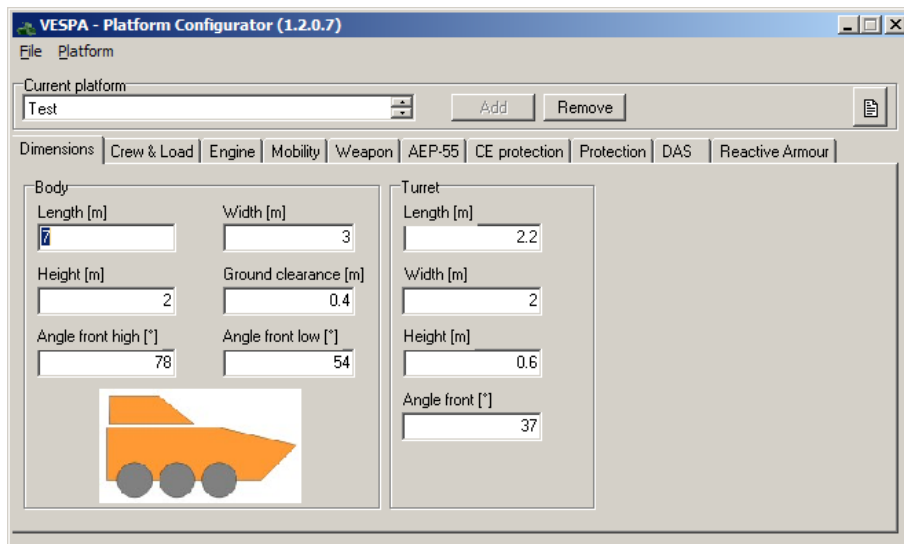 VESPA - Platform Configurator (1.2.0.7)
File Platform
Current platform
Test Add Remove
Dimensions Crew & Load Engine Mobility Weapon AEP-55 CE protection Protection DAS Reactive Armour
Body
Length [m] Width [m]
7 3
Height [m] Ground clearance [m]
2 0.4
Angle front high [°] Angle front low [°]
78 54
Turret
Length [m]
2.2
Width [m]
2
Height [m]
0.6
Angle front [°]
37